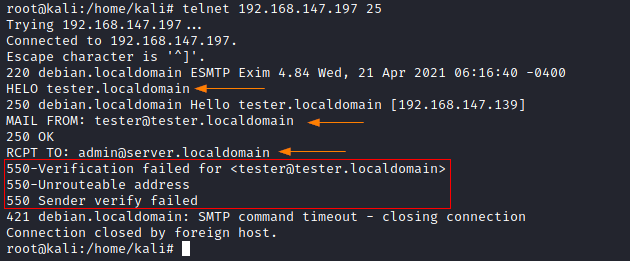 root@kali:/home/kali# telnet 192.168.147.197 25
Trying 192.168.147.197...
Connected to 192.168.147.197.
Escape character is '^]'.
220 debian.localdomain ESMTP Exim 4.84 Wed, 21 Apr 2021 06:16:40 -0400
HELO tester.localdomain
250 debian.localdomain Hello tester.localdomain [192.168.147.139]
MAIL FROM: tester@tester.localdomain
250 OK
RCPT TO: admin@server.localdomain
550-Verification failed for <tester@tester.localdomain>
550-Unrouteable address
550 Sender verify failed
421 debian.localdomain: SMTP command timeout - closing connection
Connection closed by foreign host.
root@kali:/home/kali#